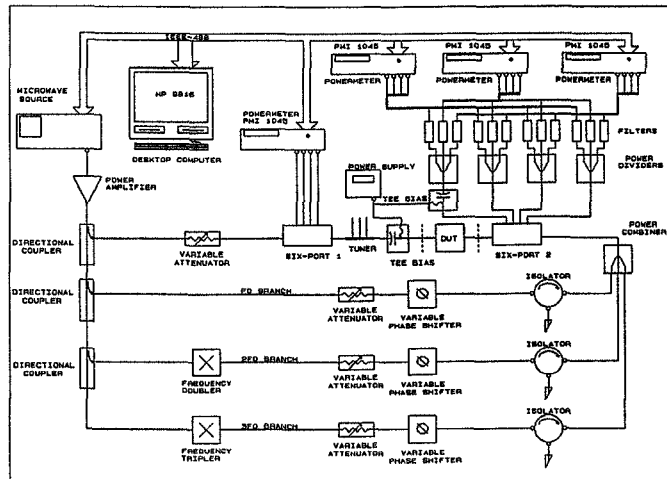 IEEE-488
PMI 1045
PMI 1045
PMI 1045
POWERMETER
POWERMETER
POWERMETER
MICROWAVE
SOURCE
HP 9816
POWERMETER
PMI 1045
DESKTOP COMPUTER
FILTERS
POWER
DIVIDERS
POWER SUPPLY
POWER
AMPLIFIER
TEE BIAS
POWER
COMBINER
DIRECTIONAL
COUPLER
VARIABLE
ATTENUATOR
SIX-PORT 1
TUNER
TEE BIAS
DUT
SIX-PORT 2
ISOLATOR
DIRECTIONAL
COUPLER
FO BRANCH
VARIABLE
ATTENUATOR
VARIABLE
PHASE SHIFTER
ISOLATOR
DIRECTIONAL
COUPLER
2FO BRANCH
FREQUENCY
DOUBLER
VARIABLE
ATTENUATOR
VARIABLE
PHASE SHIFTER
ISOLATOR
3FO BRANCH
FREQUENCY
TRIPLER
VARIABLE
ATTENUATOR
VARIABLE
PHASE SHIFTER